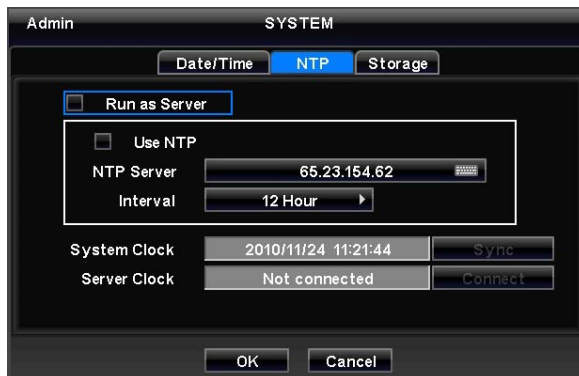 Admin SYSTEM
Date/Time NTP Storage
Run as Server
Use NTP
NTP Server 65.23.154.62
Interval 12 Hour
System Clock 2010/11/24 11:21:44 Sync
Server Clock Not connected Connect
OK Cancel